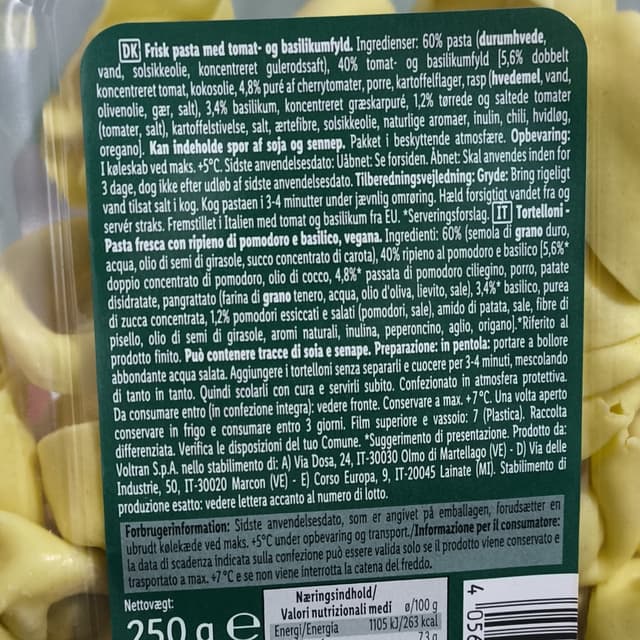 DK Frisk pasta med tomat- og basilikumfyld. Ingredienser: 60% pasta (durumhvede,
vand, solsikkeolie, koncentreret gulerodssaft), 40% tomat- og basilikumfyld [5,6% dobbelt
koncentreret tomat, kokosolie, 4,8% puré af cherrytomater, porre, kartoffelflager, rasp (hvedemel, vand,
olivenolie, gær, salt), 3,4% basilikum, koncentreret græskarpuré, 1,2% tørrede og saltede tomater
(tomater, salt), kartoffelstivelse, salt, ærtefibre, solsikkeolie, naturlige aromaer, inulin, chili, hvidløg,
oregano]. Kan indeholde spor af soja og sennep. Pakket i beskyttende atmosfære. Opbevaring:
I køleskab ved maks. +5°C. Sidste anvendelsesdato: Uåbnet: Se forsiden. Åbnet: Skal anvendes inden for
3 dage, dog ikke efter udløb af sidste anvendelsesdato. Tilberedningsvejledning: Gryde: Bring rigeligt
vand tilsat salt i kog. Kog pastaen i 3-4 minutter under jævnlig omrøring. Hæld forsigtigt vandet fra og
servér straks. Fremstillet i Italien med tomat og basilikum fra EU. *Serveringsforslag. IT Tortelloni -
Pasta fresca con ripieno di pomodoro e basilico, vegana. Ingredienti: 60% (semola di grano duro,
acqua, olio di semi di girasole, succo concentrato di carota), 40% ripieno al pomodoro e basilico [5,6%*
doppio concentrato di pomodoro, olio di cocco, 4,8%* passata di pomodoro ciliegino, porro, patate
disidratate, pangrattato (farina di grano tenero, acqua, olio d'oliva, lievito, sale), 3,4%* basilico, purea
di zucca concentrata, 1,2% pomodori essiccati e salati (pomodori, sale), amido di patata, sale, fibre di
pisello, olio di semi di girasole, aromi naturali, inulina, peperoncino, aglio, origano].*Riferito al
prodotto finito. Può contenere tracce di soia e senape. Preparazione: in pentola: portare a bollore
abbondante acqua salata. Aggiungere i tortelloni senza separarli e cuocere per 3-4 minuti, mescolando
di tanto in tanto. Quindi scolarli con cura e servirli subito. Confezionato in atmosfera protettiva.
Da consumare entro (in confezione integra): vedere fronte. Conservare a max. +7°C. Una volta aperto
conservare in frigo e consumare entro 3 giorni. Film superiore e vassoio: 7 (Plastica). Raccolta
differenziata. Verifica le disposizioni del tuo Comune. *Suggerimento di presentazione. Prodotto da:
Voltran S.p.A. nello stabilimento di: A) Via Dosa, 24, IT-30030 Olmo di Martellago (VE) - D) Via delle
Industrie, 50, IT-30020 Marcon (VE) - E) Corso Europa, 9, IT-20045 Lainate (MI). Stabilimento di
produzione esatto: vedere lettera accanto al numero di lotto.
Forbrugerinformation: Sidste anvendelsesdato, som er angivet på emballagen, forudsætter en
ubrudt kølekæde ved maks. +5°C under opbevaring og transport./Informazione per il consumatore:
la data di scadenza indicata sulla confezione può essere valida solo se il prodotto viene conservato e
trasportato a max. +7°C e se non viene interrotta la catena del freddo.
Nettovægt:
250 g e
Næringsindhold/
Valori nutrizionali medi ø/100 g
Energi/Energia 1105 kJ/263 kcal
7,3 g
4 056